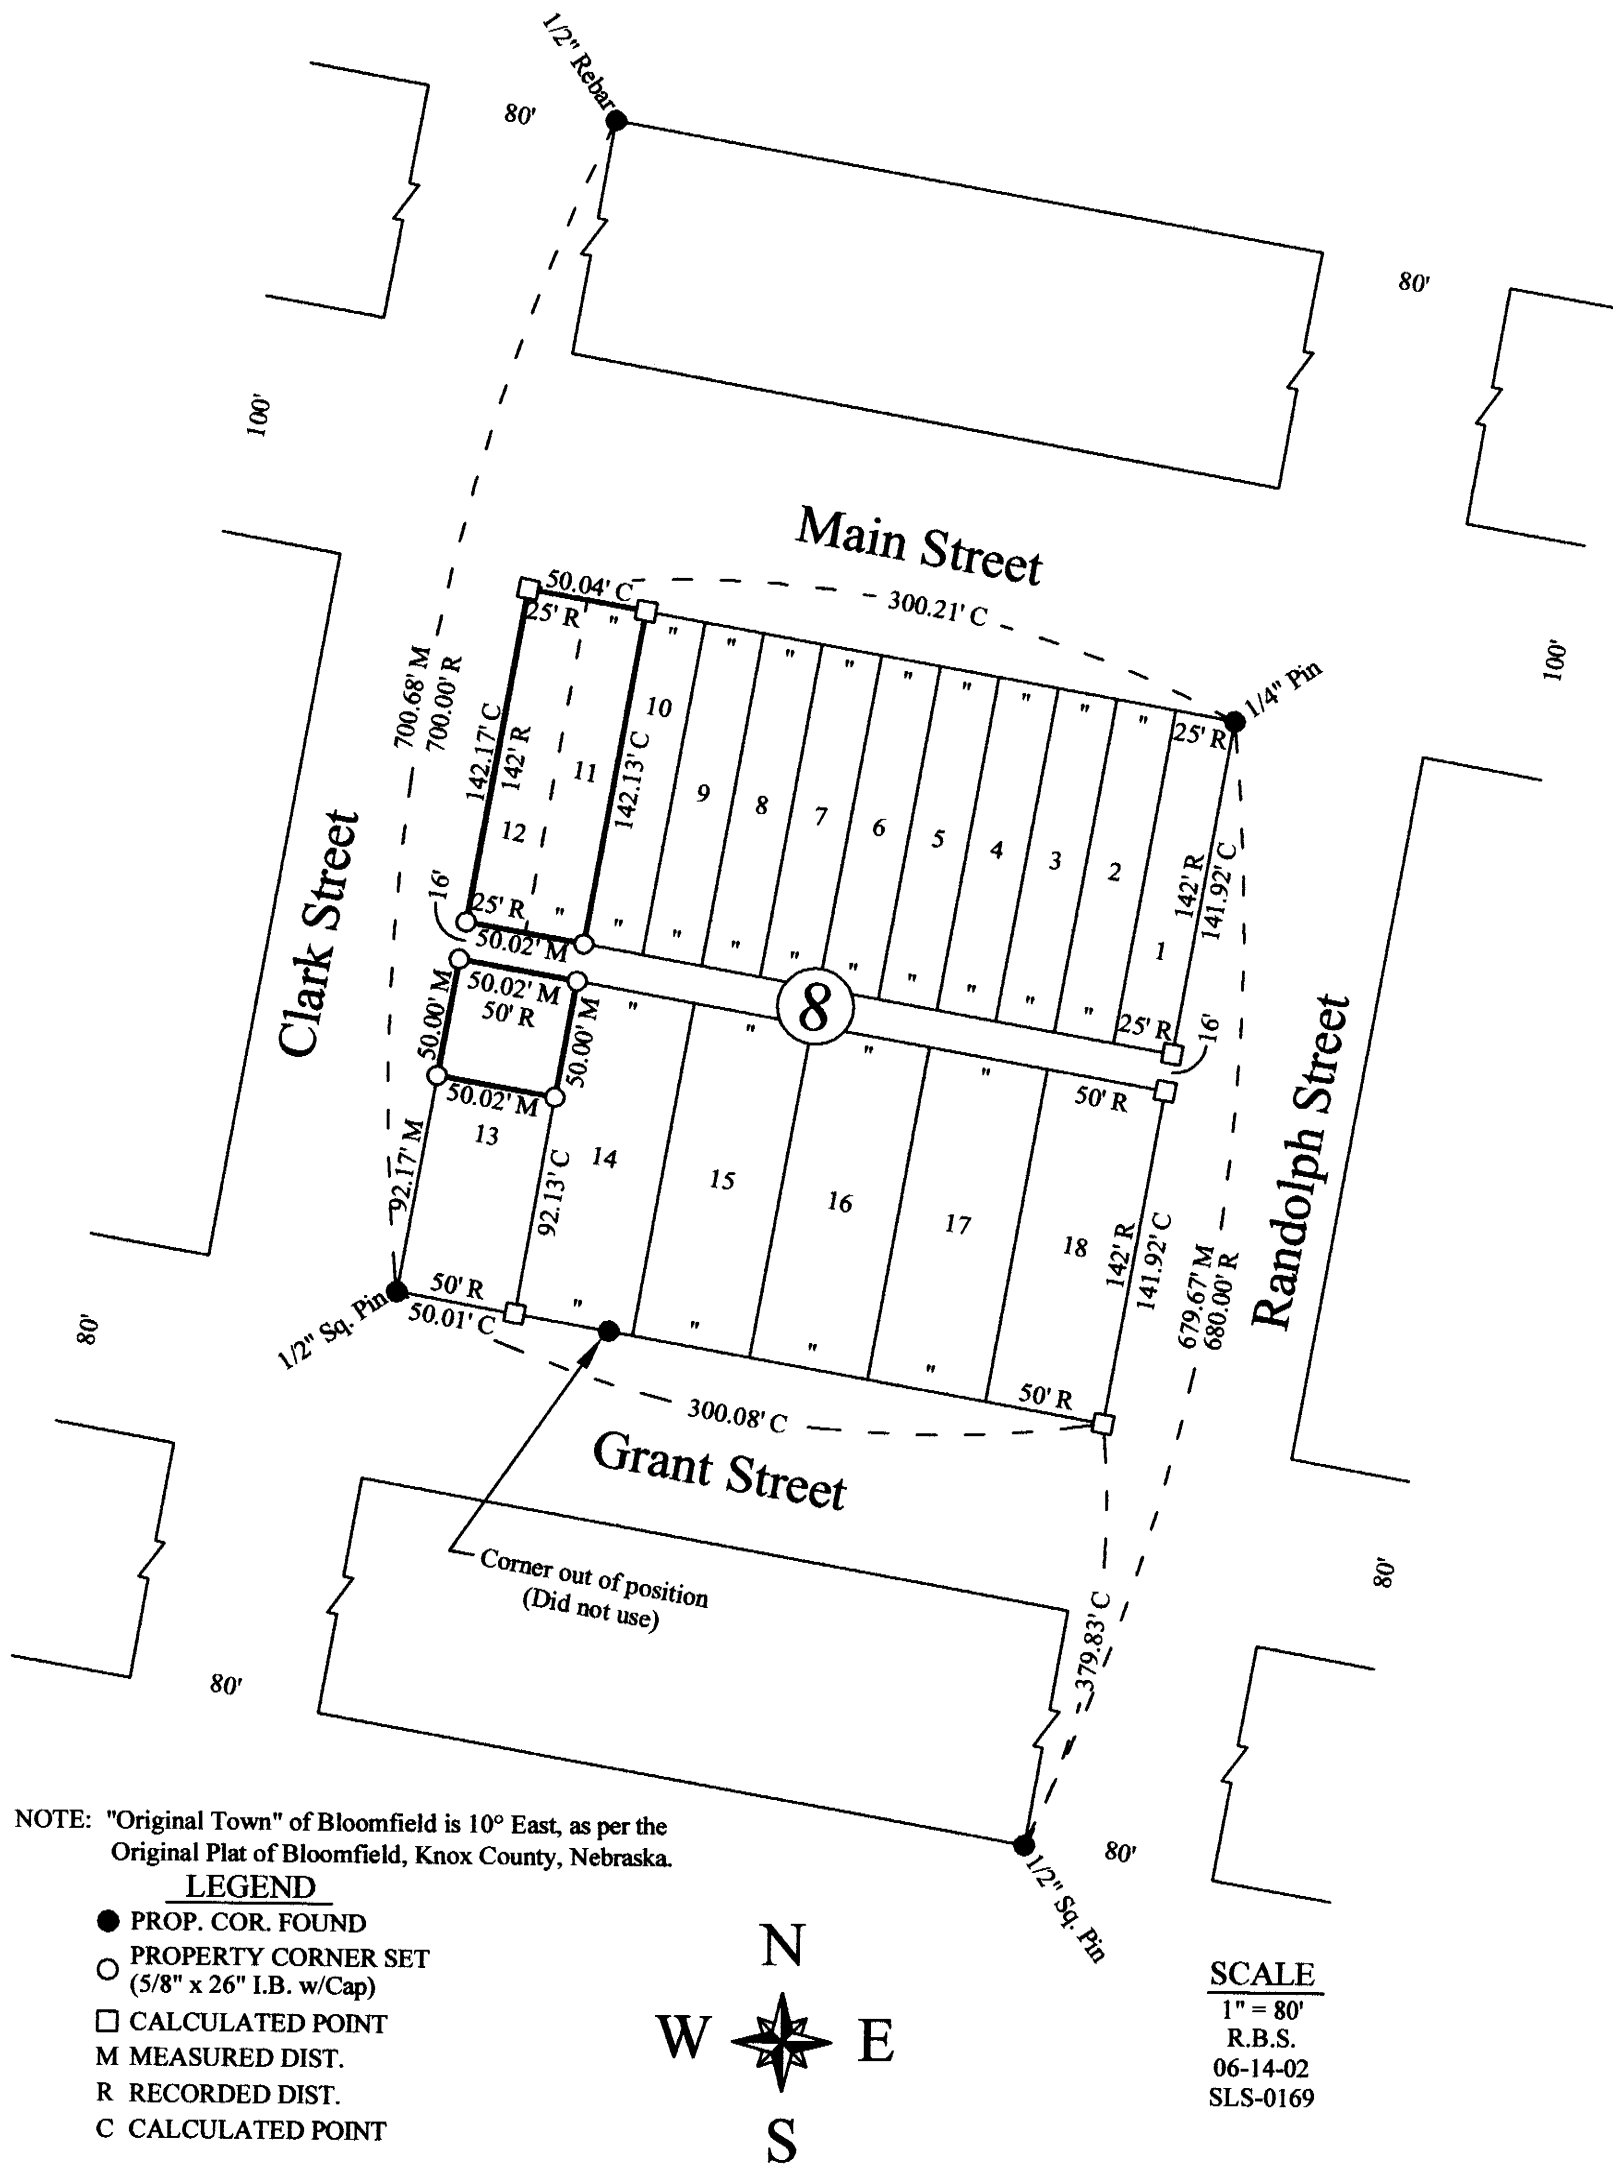 1/2" Rebar
80'
80'
100'
Main Street
50.04' C
300.21' C
25' R
"
"
"
"
"
"
"
"
"
"
25' R
1/4" Pin
100'
700.68' M
700.00' R
142.17' C
142' R
12
11
142.13' C
10
9
8
7
6
5
4
3
2
1
142' R
141.92' C
Clark Street
16'
25' R
"
"
"
"
"
"
"
"
"
"
25' R
16'
50.02' M
8
50.02' M
50' R
"
"
"
"
50' R
50.00' M
50.00' M
50.02' M
13
14
15
16
17
18
92.17' M
92.13' C
142' R
141.92' C
Randolph Street
679.67' M
680.00' R
80'
1/2" Sq. Pin
50' R
"
"
"
"
50' R
50.01' C
300.08' C
Grant Street
Corner out of position
(Did not use)
379.83' C
80'
80'
80'
1/2" Sq. Pin
NOTE: "Original Town" of Bloomfield is 10° East, as per the
Original Plat of Bloomfield, Knox County, Nebraska.
LEGEND
PROP. COR. FOUND
PROPERTY CORNER SET
(5/8" x 26" I.B. w/Cap)
CALCULATED POINT
M MEASURED DIST.
R RECORDED DIST.
C CALCULATED POINT
N
W E
S
SCALE
1" = 80'
R.B.S.
06-14-02
SLS-0169